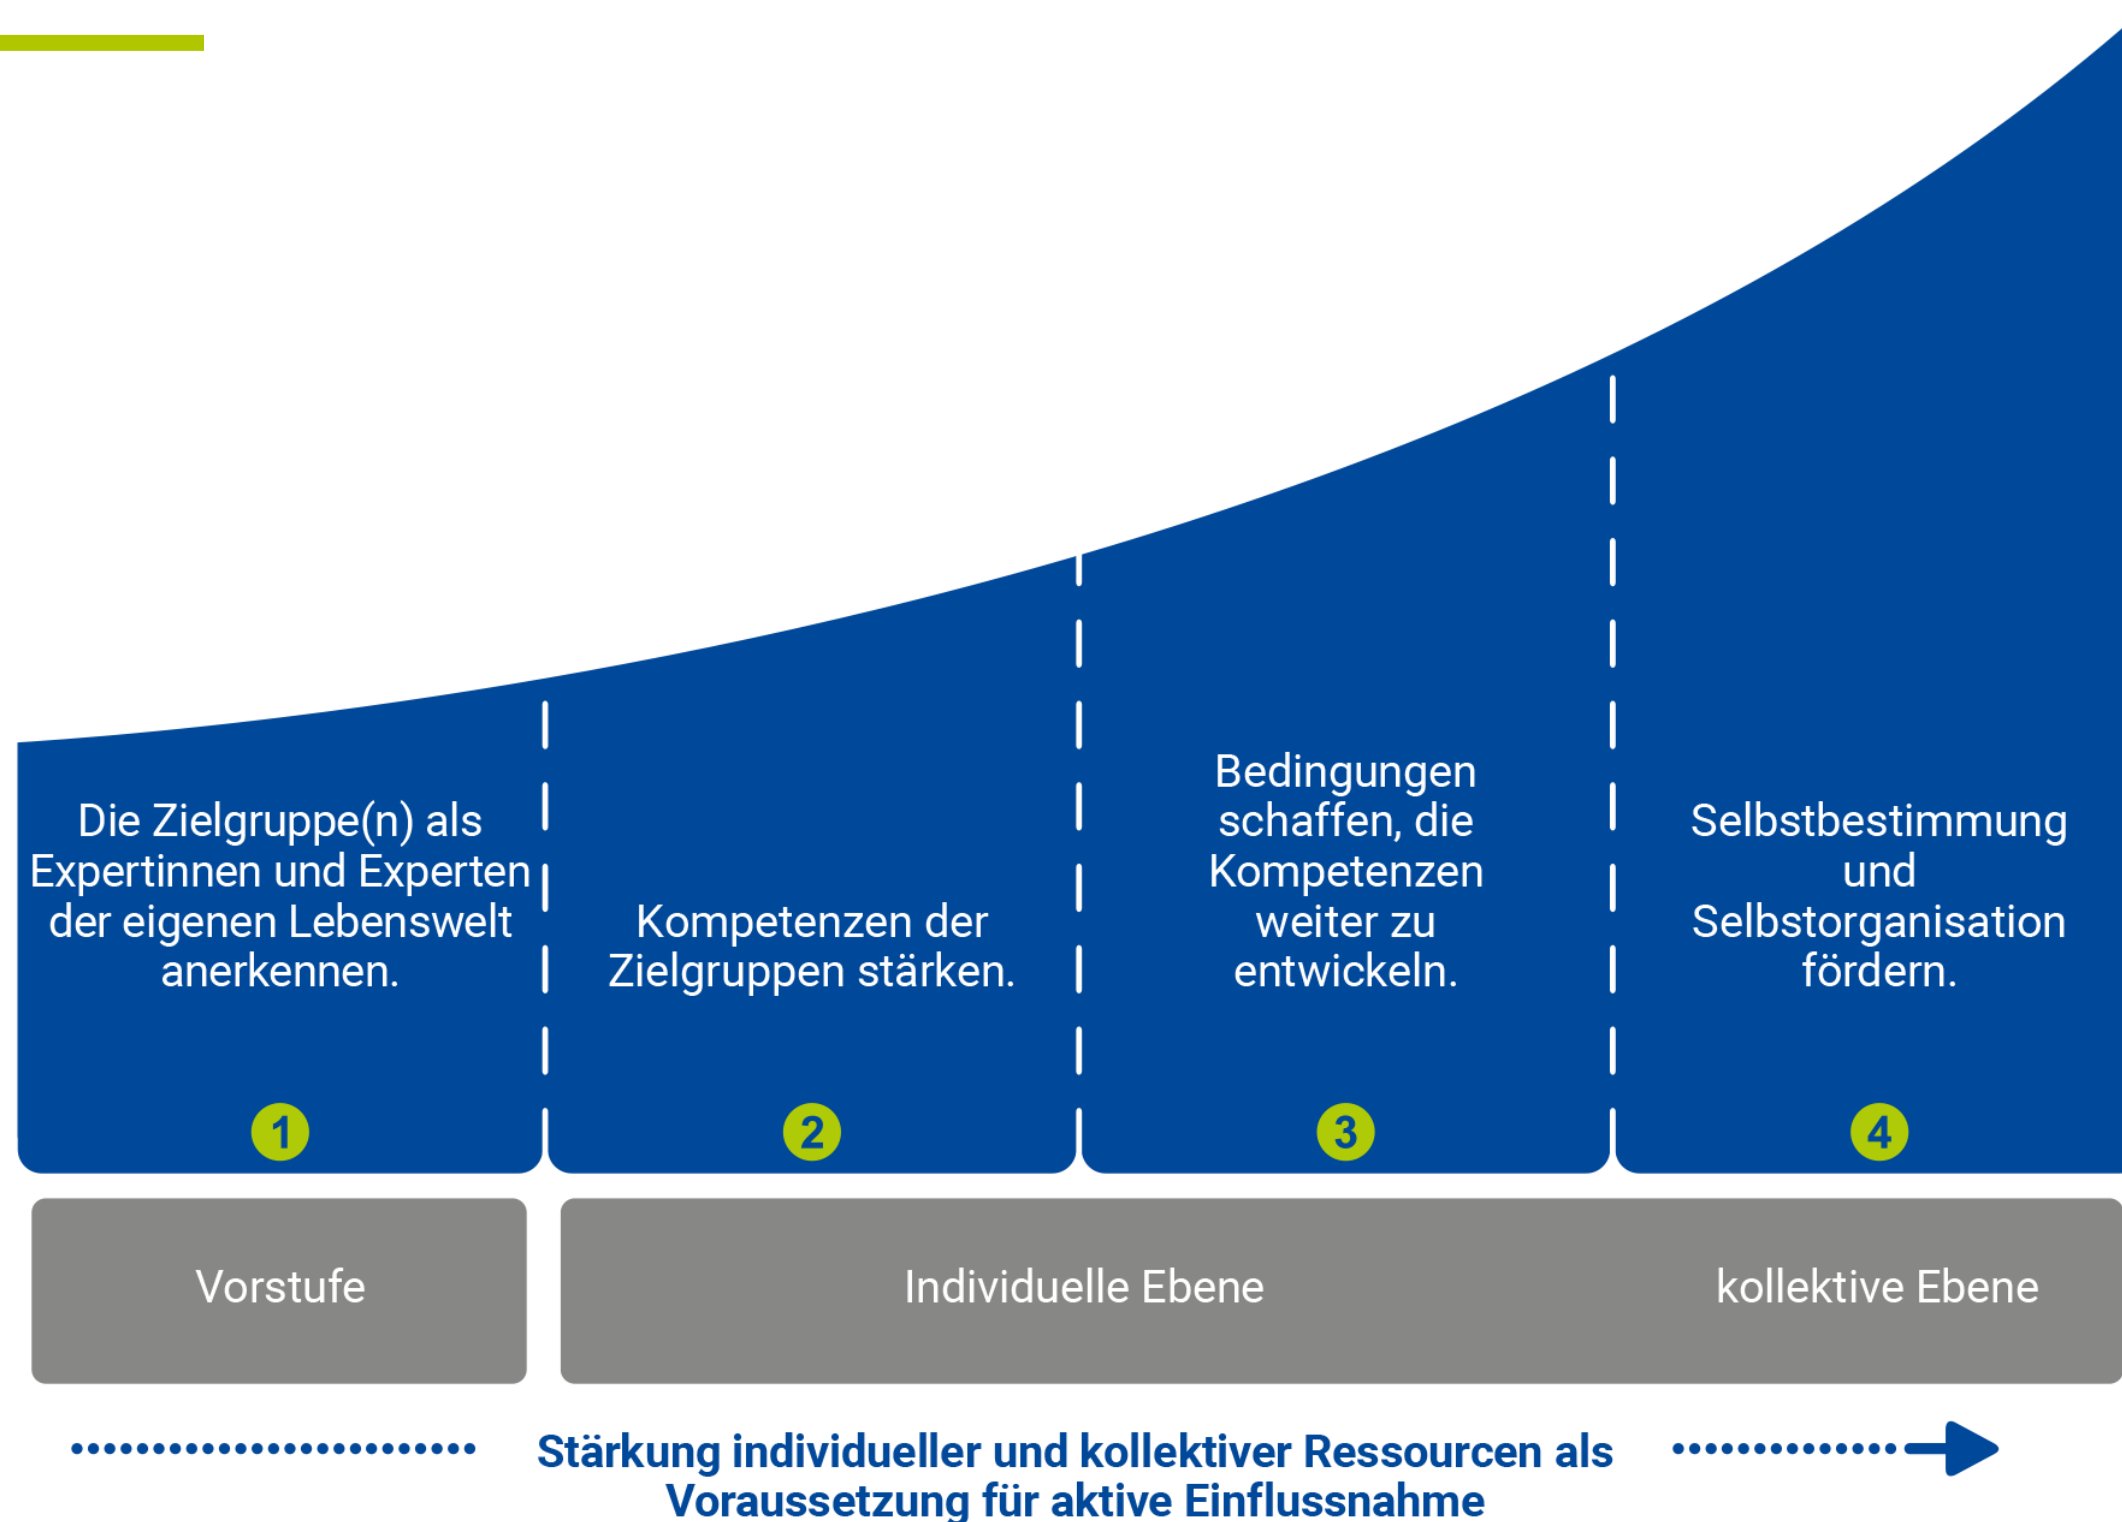 Die Zielgruppe(n) als
Expertinnen und Experten
der eigenen Lebenswelt
anerkennen.
1
Kompetenzen der
Zielgruppen stärken.
2
Bedingungen
schaffen, die
Kompetenzen
weiter zu
entwickeln.
3
Selbstbestimmung
und
Selbstorganisation
fördern.
4
Vorstufe
Individuelle Ebene
kollektive Ebene
Stärkung individueller und kollektiver Ressourcen als
Voraussetzung für aktive Einflussnahme